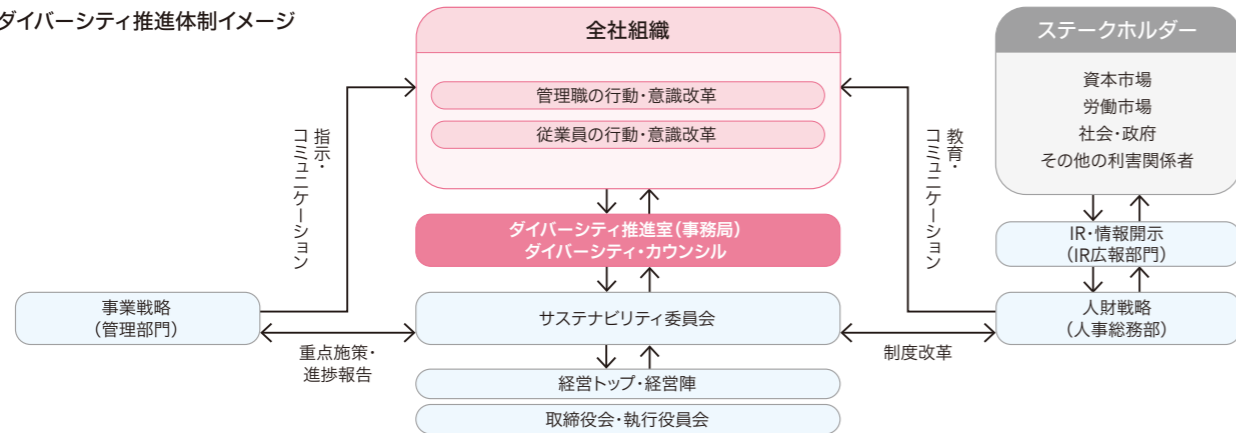 ダイバーシティ推進体制イメージ
全社組織
管理職の行動・意識改革
従業員の行動・意識改革
ステークホルダー
資本市場
労働市場
社会・政府
その他の利害関係者
指示・
コミュニケーション
教育・
コミュニケーション
ダイバーシティ推進室(事務局)
ダイバーシティ・カウンシル
IR・情報開示
(IR広報部門)
事業戦略
(管理部門)
サステナビリティ委員会
人財戦略
(人事総務部)
重点施策・
進捗報告
制度改革
経営トップ・経営陣
取締役会・執行役員会